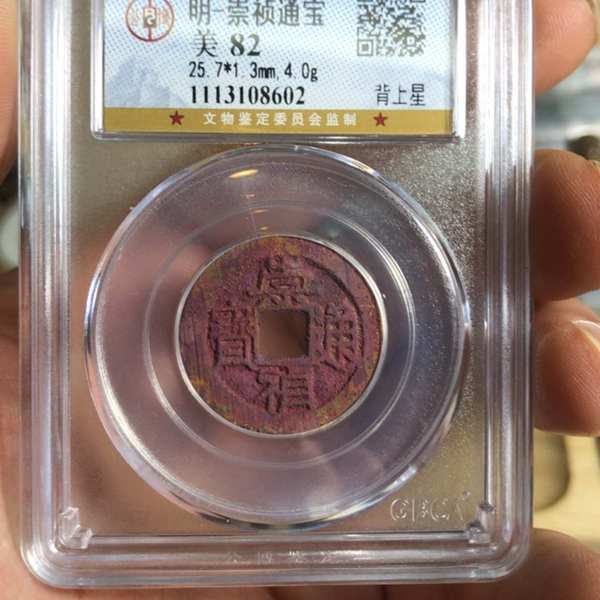 明-崇祯通宝
美 82
25.7*1.3mm, 4.0g
1113108602 背上星
★ 文物鉴定委员会监制 ★
崇禎通寶
GBCA